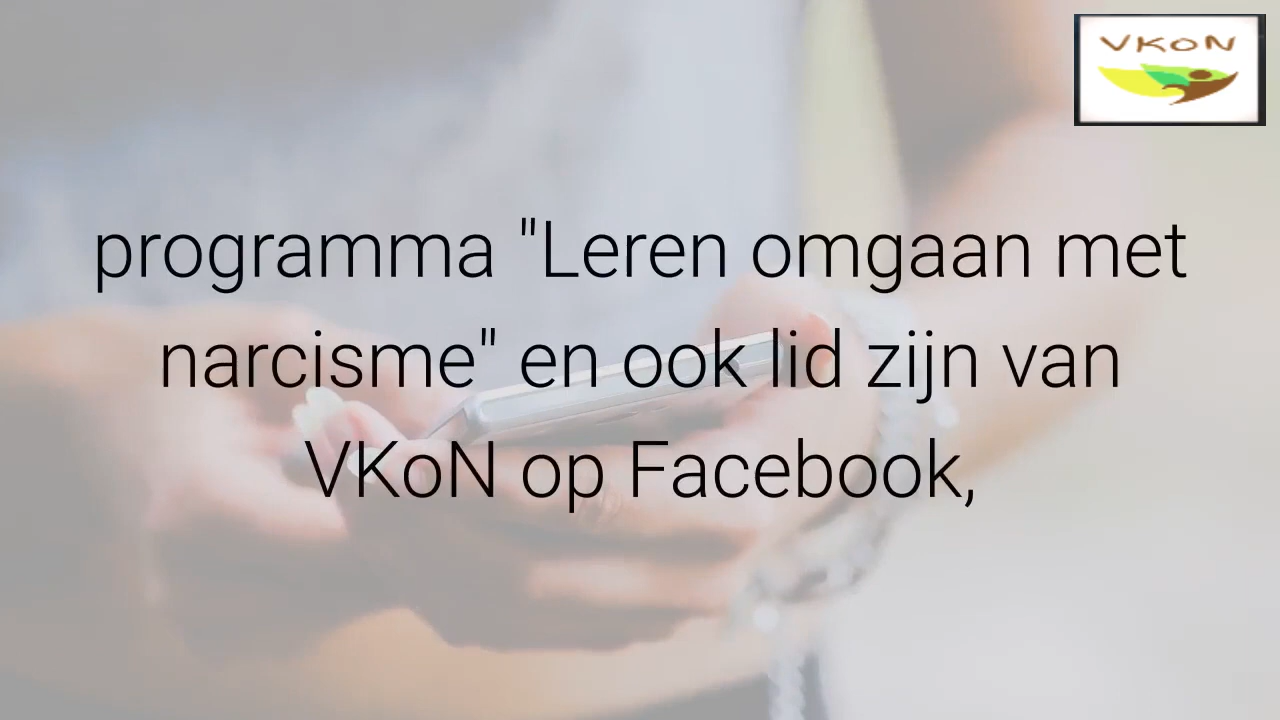 VKoN
programma "Leren omgaan met
narcisme" en ook lid zijn van
VKoN op Facebook,